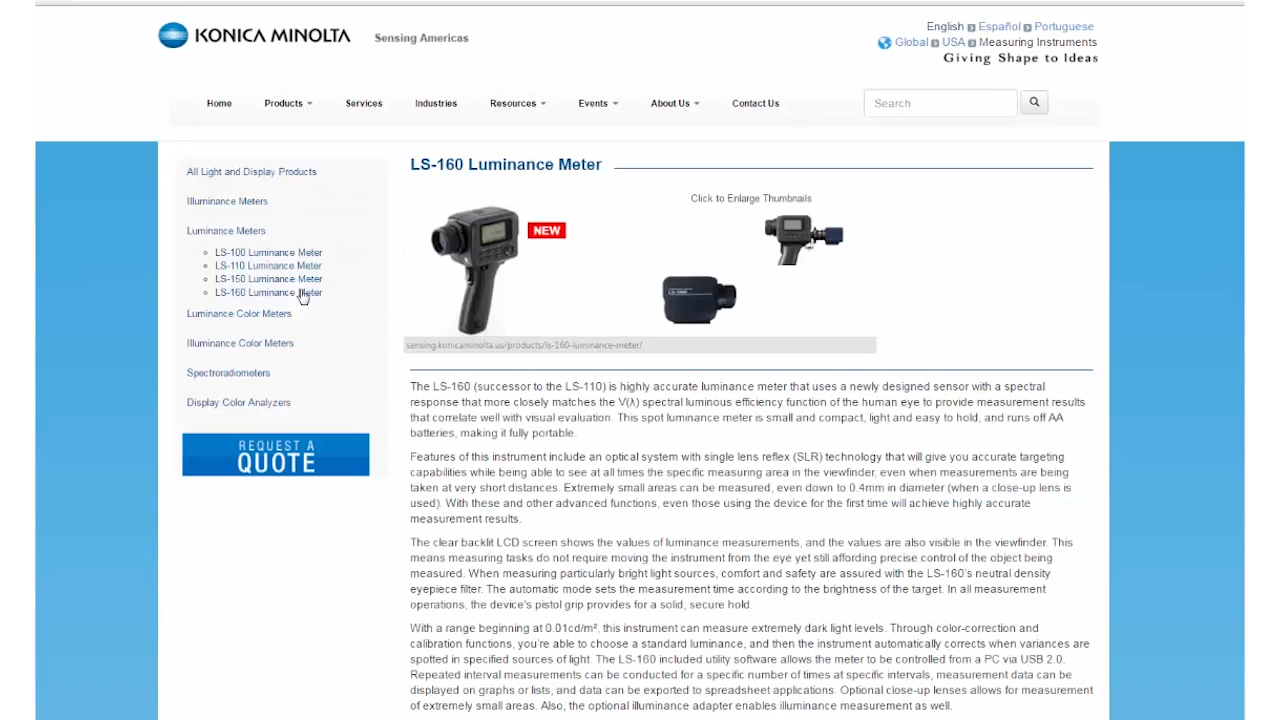 KONICA MINOLTA
Sensing Americas
English Español Portuguese
Global USA Measuring Instruments
Giving Shape to Ideas
Home Products Services Industries Resources Events About Us Contact Us
Search
All Light and Display Products
Illuminance Meters
Luminance Meters
LS-100 Luminance Meter
LS-110 Luminance Meter
LS-150 Luminance Meter
LS-160 Luminance Meter
Luminance Color Meters
Illuminance Color Meters
Spectroradiometers
Display Color Analyzers
REQUEST A
QUOTE
LS-160 Luminance Meter
Click to Enlarge Thumbnails
NEW
sensing.konicaminolta.us/products/ls-160-luminance-meter/
The LS-160 (successor to the LS-110) is highly accurate luminance meter that uses a newly designed sensor with a spectral
response that more closely matches the V(λ) spectral luminous efficiency function of the human eye to provide measurement results
that correlate well with visual evaluation. This spot luminance meter is small and compact, light and easy to hold, and runs off AA
batteries, making it fully portable.
Features of this instrument include an optical system with single lens reflex (SLR) technology that will give you accurate targeting
capabilities while being able to see at all times the specific measuring area in the viewfinder, even when measurements are being
taken at very short distances. Extremely small areas can be measured, even down to 0.4mm in diameter (when a close-up lens is
used). With these and other advanced functions, even those using the device for the first time will achieve highly accurate
measurement results.
The clear backlit LCD screen shows the values of luminance measurements, and the values are also visible in the viewfinder. This
means measuring tasks do not require moving the instrument from the eye yet still affording precise control of the object being
measured. When measuring particularly bright light sources, comfort and safety are assured with the LS-160's neutral density
eyepiece filter. The automatic mode sets the measurement time according to the brightness of the target. In all measurement
operations, the device's pistol grip provides for a solid, secure hold.
With a range beginning at 0.01cd/m², this instrument can measure extremely dark light levels. Through color-correction and
calibration functions, you're able to choose a standard luminance, and then the instrument automatically corrects when variances are
spotted in specified sources of light. The LS-160 included utility software allows the meter to be controlled from a PC via USB 2.0.
Repeated interval measurements can be conducted for a specific number of times at specific intervals, measurement data can be
displayed on graphs or lists, and data can be exported to spreadsheet applications. Optional close-up lenses allows for measurement
of extremely small areas. Also, the optional illuminance adapter enables illuminance measurement as well.